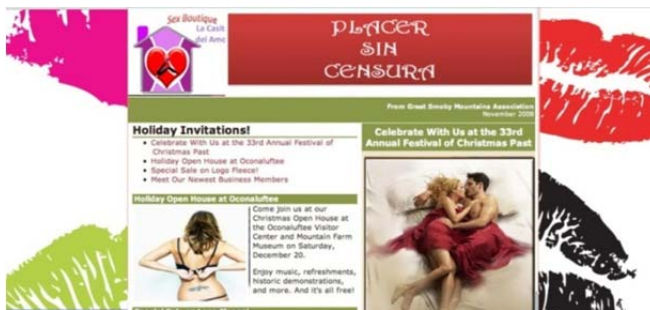 Sex Boutique
La Casit
del Amo
PLACER
SIN
CENSURA
From Great Smoky Mountains Association
November 2008
Holiday Invitations!
Celebrate With Us at the 33rd Annual Festival of
Christmas Past
Holiday Open House at Oconaluftee
Special Sale on Logo Fleece!
Meet Our Newest Business Members
Holiday Open House at Oconaluftee
Come join us at our
Christmas Open House at
the Oconaluftee Visitor
Center and Mountain Farm
Museum on Saturday,
December 20.
Enjoy music, refreshments,
historic demonstrations,
and more. And it's all free!
Celebrate With Us at the 33rd
Annual Festival of Christmas Past